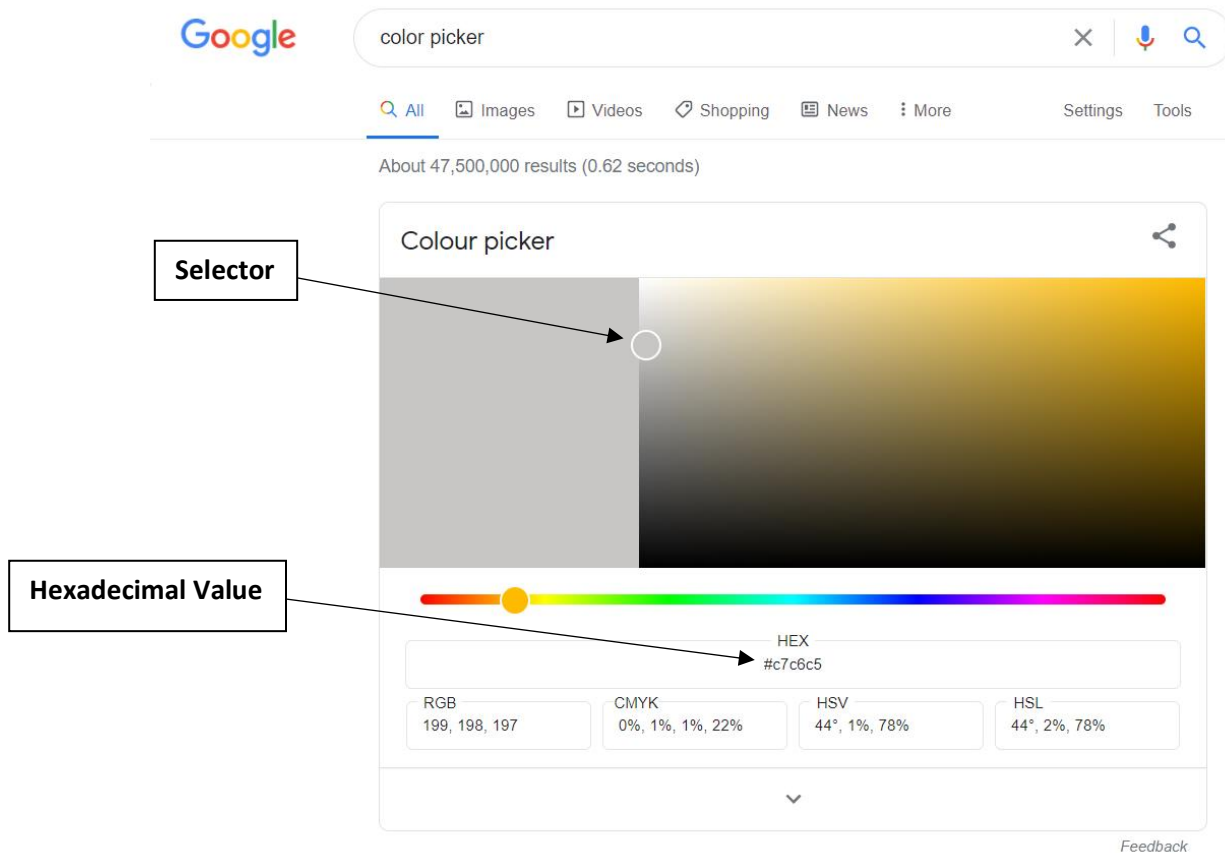 Google color picker
All Images Videos Shopping News More Settings Tools
About 47,500,000 results (0.62 seconds)
Colour picker
Selector
Hexadecimal Value
HEX
#c7c6c5
RGB CMYK HSV HSL
199, 198, 197 0%, 1%, 1%, 22% 44°, 1%, 78% 44°, 2%, 78%
Feedback